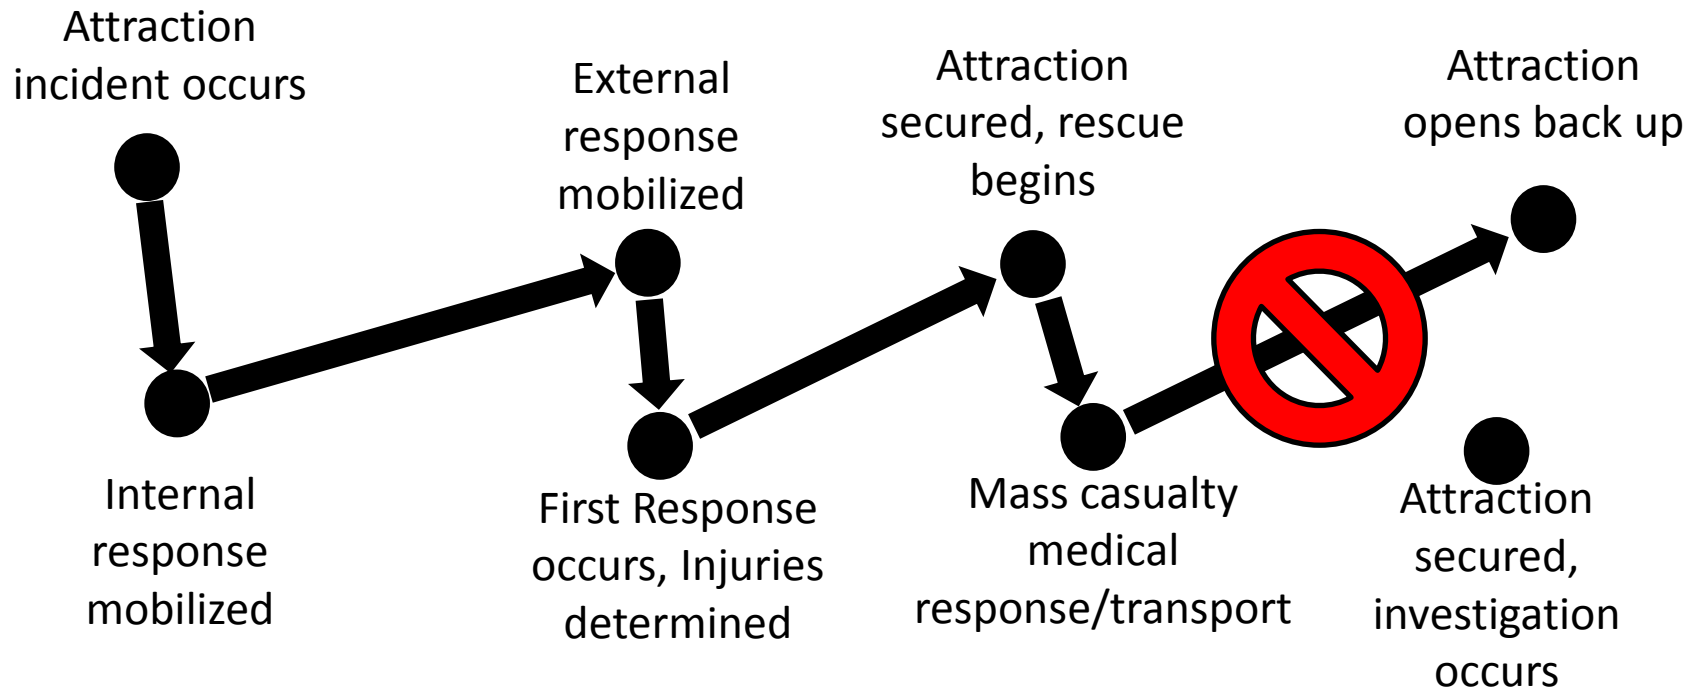 Attraction
incident occurs
Internal
response
mobilized
External
response
mobilized
First Response
occurs, Injuries
determined
Attraction
secured, rescue
begins
Mass casualty
medical
response/transport
Attraction
opens back up
Attraction
secured,
investigation
occurs